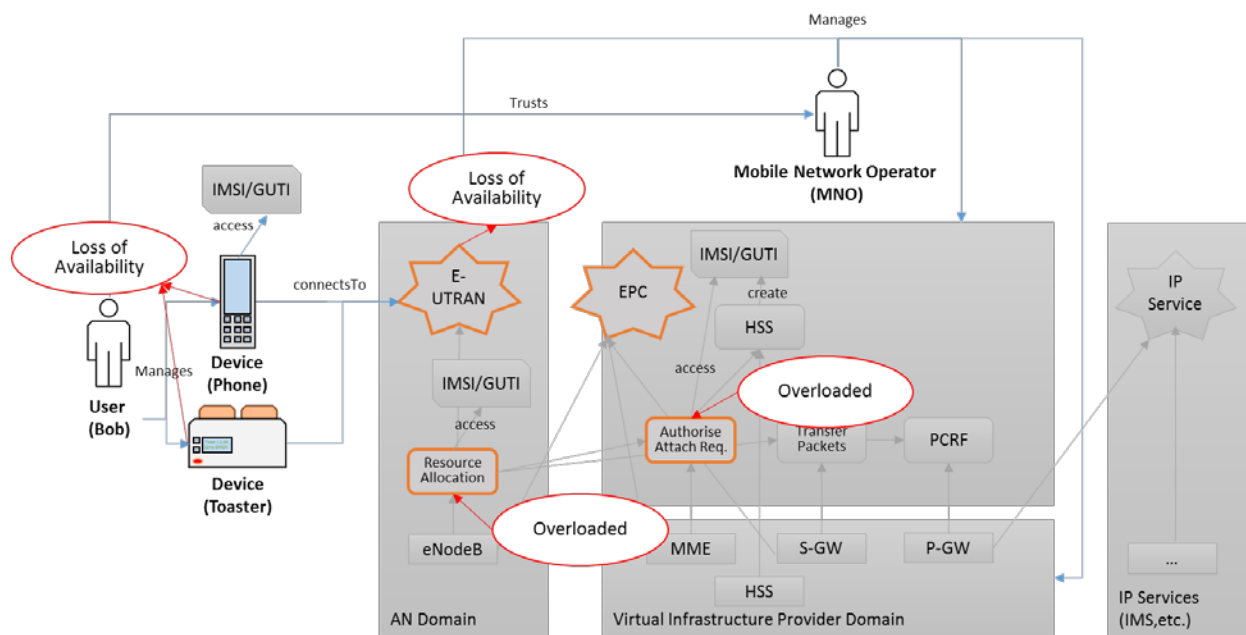 Manages
Trusts
Mobile Network Operator
(MNO)
IMSI/GUTI
access
Loss of
Availability
Loss of
Availability
connectsTo
E-
UTRAN
EPC
IMSI/GUTI
create
HSS
access
IP
Service
Device
(Phone)
Manages
User
(Bob)
IMSI/GUTI
access
Overloaded
Authorise
Attach Req.
Transfer
Packets
PCRF
Resource
Allocation
Device
(Toaster)
Overloaded
eNodeB
MME
S-GW
P-GW
...
HSS
AN Domain
Virtual Infrastructure Provider Domain
IP Services
(IMS,etc.)